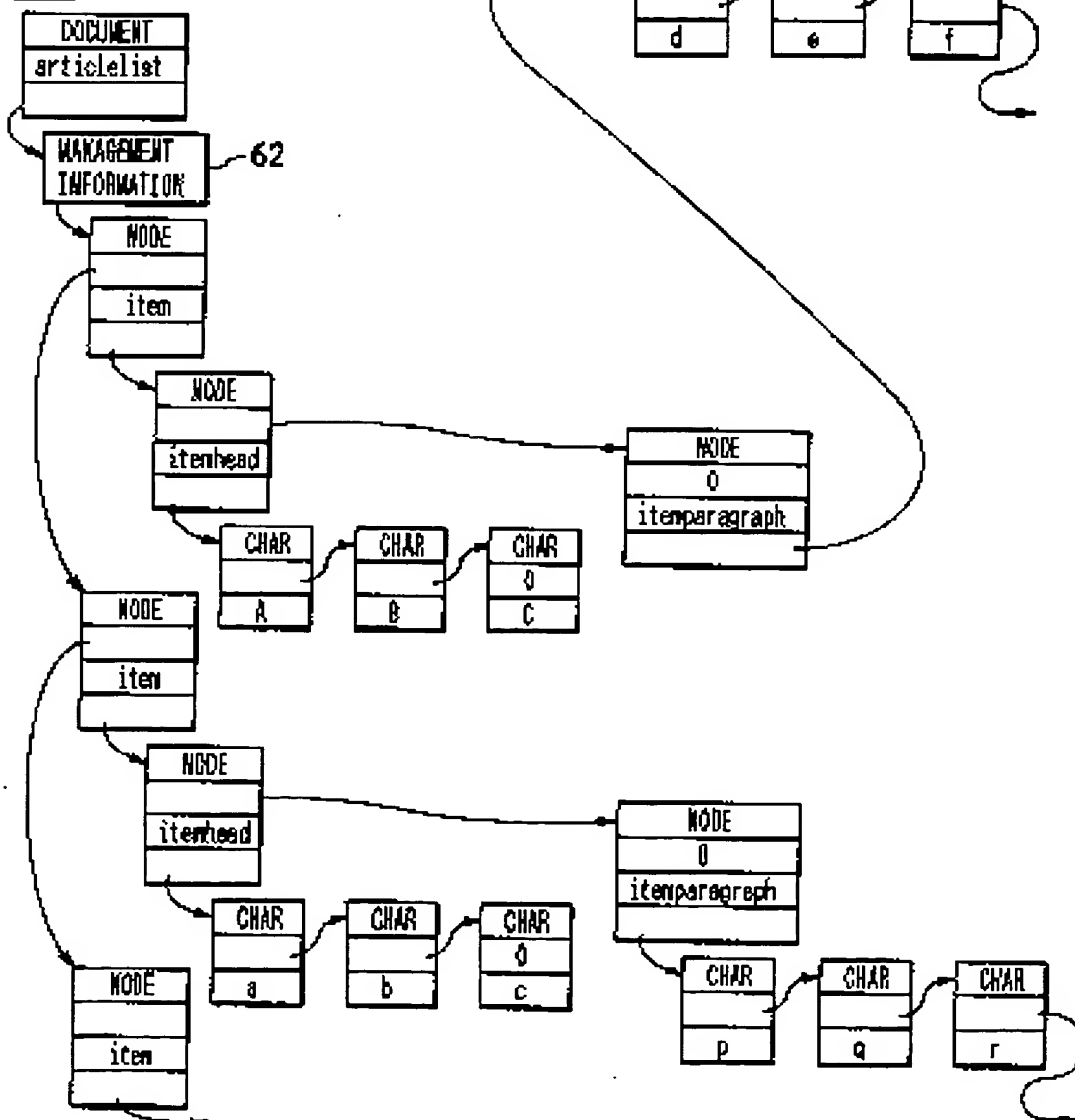 d e f
DOCUMENT
articlelist
MANAGEMENT
INFORMATION
62
NODE
item
NODE
itemhead
NODE
0
itemparagraph
CHAR CHAR CHAR
0
A B C
NODE
item
NODE
itemhead
NODE
0
itemparagraph
CHAR CHAR CHAR
0
a b c
NODE
item
CHAR CHAR CHAR
p q r